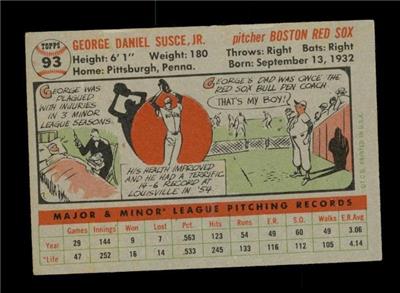 TOPPS
93
GEORGE DANIEL SUSCE, JR.
pitcher BOSTON RED SOX
Height: 6' 1" Weight: 180
Throws: Right Bats: Right
Home: Pittsburgh, Penna.
Born: September 13, 1932
GEORGE WAS
PLAGUED
WITH INJURIES
IN 3 MINOR
LEAGUE SEASONS.
HIS HEALTH IMPROVED
AND HE HAD A TERRIFIC
14-6 RECORD AT
LOUISVILLE IN '54.
GEORGE'S DAD WAS ONCE THE
RED SOX BULL PEN COACH
THAT'S MY BOY!
PRINTED IN U.S.A.
MAJOR & MINOR LEAGUE PITCHING RECORDS
Games In. Won Lost Pct. Hits Runs S.O. W. E.R. E.R.Avg
Year 29 144 9 7 .563 123 54 60 49 49 3.06
*Life 47 252 16 14 .533 245 133 124 127 116 4.14